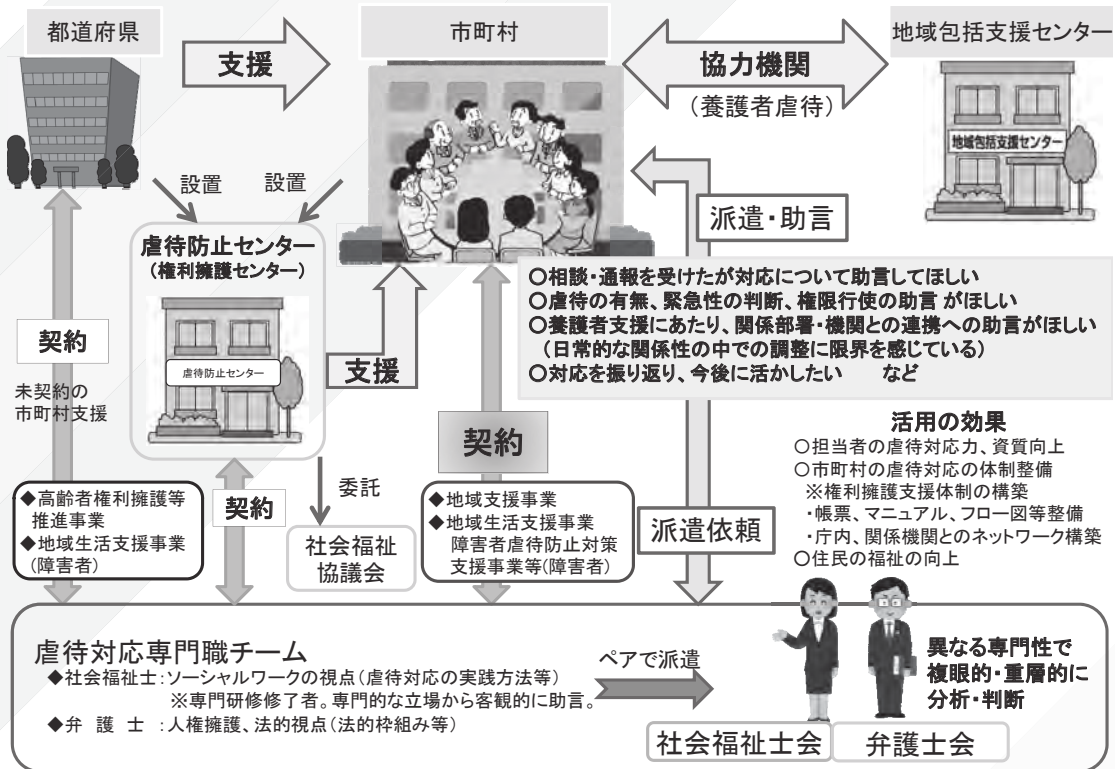 都道府県
市町村
地域包括支援センター
支援
協力機関
(養護者虐待)
地域包括支援センター
設置
設置
虐待防止センター
(権利擁護センター)
虐待防止センター
派遣・助言
〇相談・通報を受けたが対応について助言してほしい
〇虐待の有無、緊急性の判断、権限行使の助言 がほしい
〇養護者支援にあたり、関係部署・機関との連携への助言がほしい
(日常的な関係性の中での調整に限界を感じている)
〇対応を振り返り、今後に活かしたい など
契約
未契約の
市町村支援
支援
契約
活用の効果
〇担当者の虐待対応力、資質向上
〇市町村の虐待対応の体制整備
※権利擁護支援体制の構築
・帳票、マニュアル、フロー図等整備
・庁内、関係機関とのネットワーク構築
〇住民の福祉の向上
◆高齢者権利擁護等
推進事業
◆地域生活支援事業
(障害者)
契約
委託
社会福祉
協議会
◆地域支援事業
◆地域生活支援事業
障害者虐待防止対策
支援事業等(障害者)
派遣依頼
虐待対応専門職チーム
◆社会福祉士:ソーシャルワークの視点(虐待対応の実践方法等)
※専門研修修了者。専門的な立場から客観的に助言。
◆弁 護 士 :人権擁護、法的視点(法的枠組み等)
ペアで派遣
異なる専門性で
複眼的・重層的に
分析・判断
社会福祉士会
弁護士会